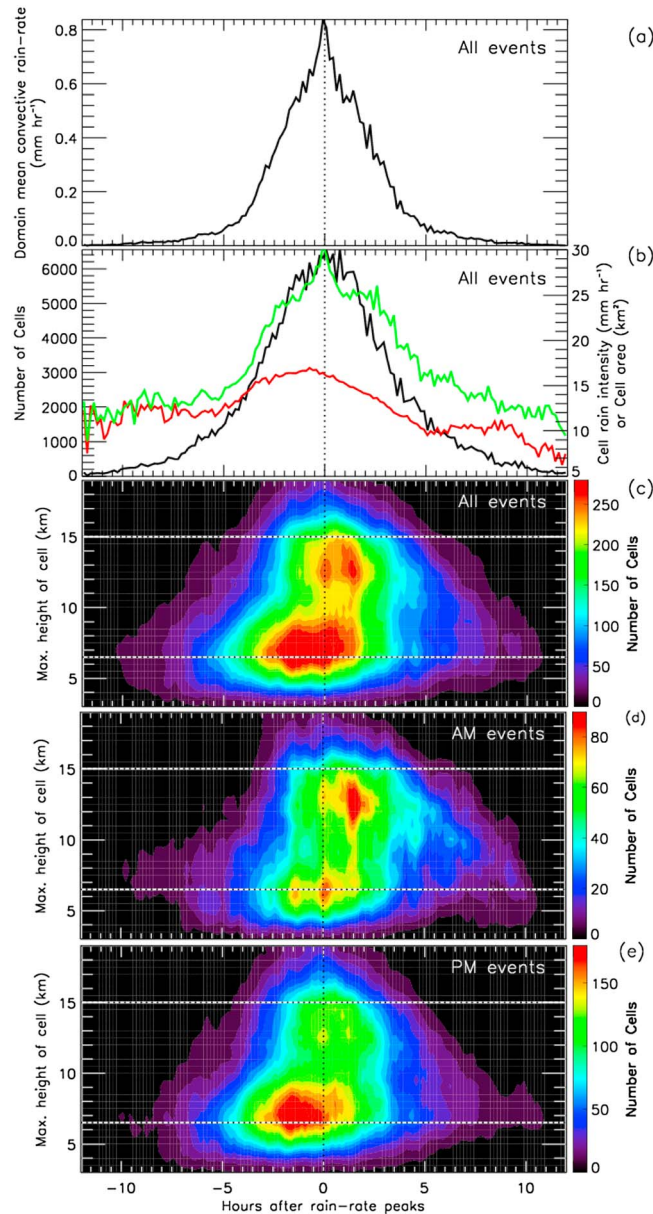 Domain mean convective rain-rate
(mm hr⁻¹)
0.8
0.6
0.4
0.2
0.0
All events
(a)
Number of Cells
6000
5000
4000
3000
2000
1000
0
All events
(b)
30
25
20
15
10
5
Cell rain intensity (mm hr⁻¹)
or Cell area (km²)
Max. height of cell (km)
15
10
5
All events
(c)
250
200
150
100
50
0
Number of Cells
Max. height of cell (km)
15
10
5
AM events
(d)
80
60
40
20
0
Number of Cells
Max. height of cell (km)
15
10
5
PM events
(e)
150
100
50
0
Number of Cells
-10 -5 0 5 10
Hours after rain-rate peaks